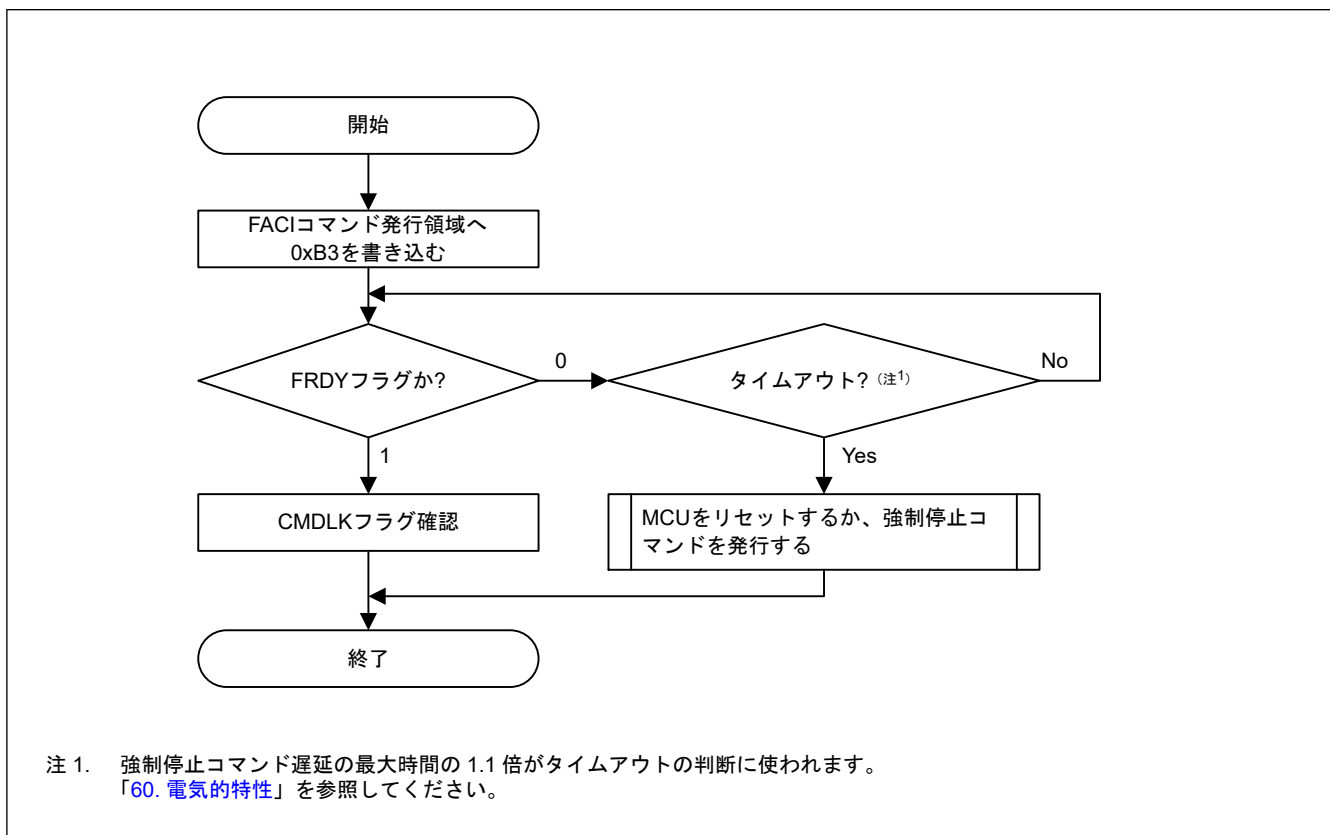 開始
FACIコマンド発行領域へ
0xB3を書き込む
FRDYフラグか?
0
タイムアウト?（注1）
No
1
Yes
CMDLKフラグ確認
MCUをリセットするか、強制停止コ
マンドを発行する
終了
注 1. 強制停止コマンド遅延の最大時間の 1.1 倍がタイムアウトの判断に使われます。
「60. 電気的特性」を参照してください。